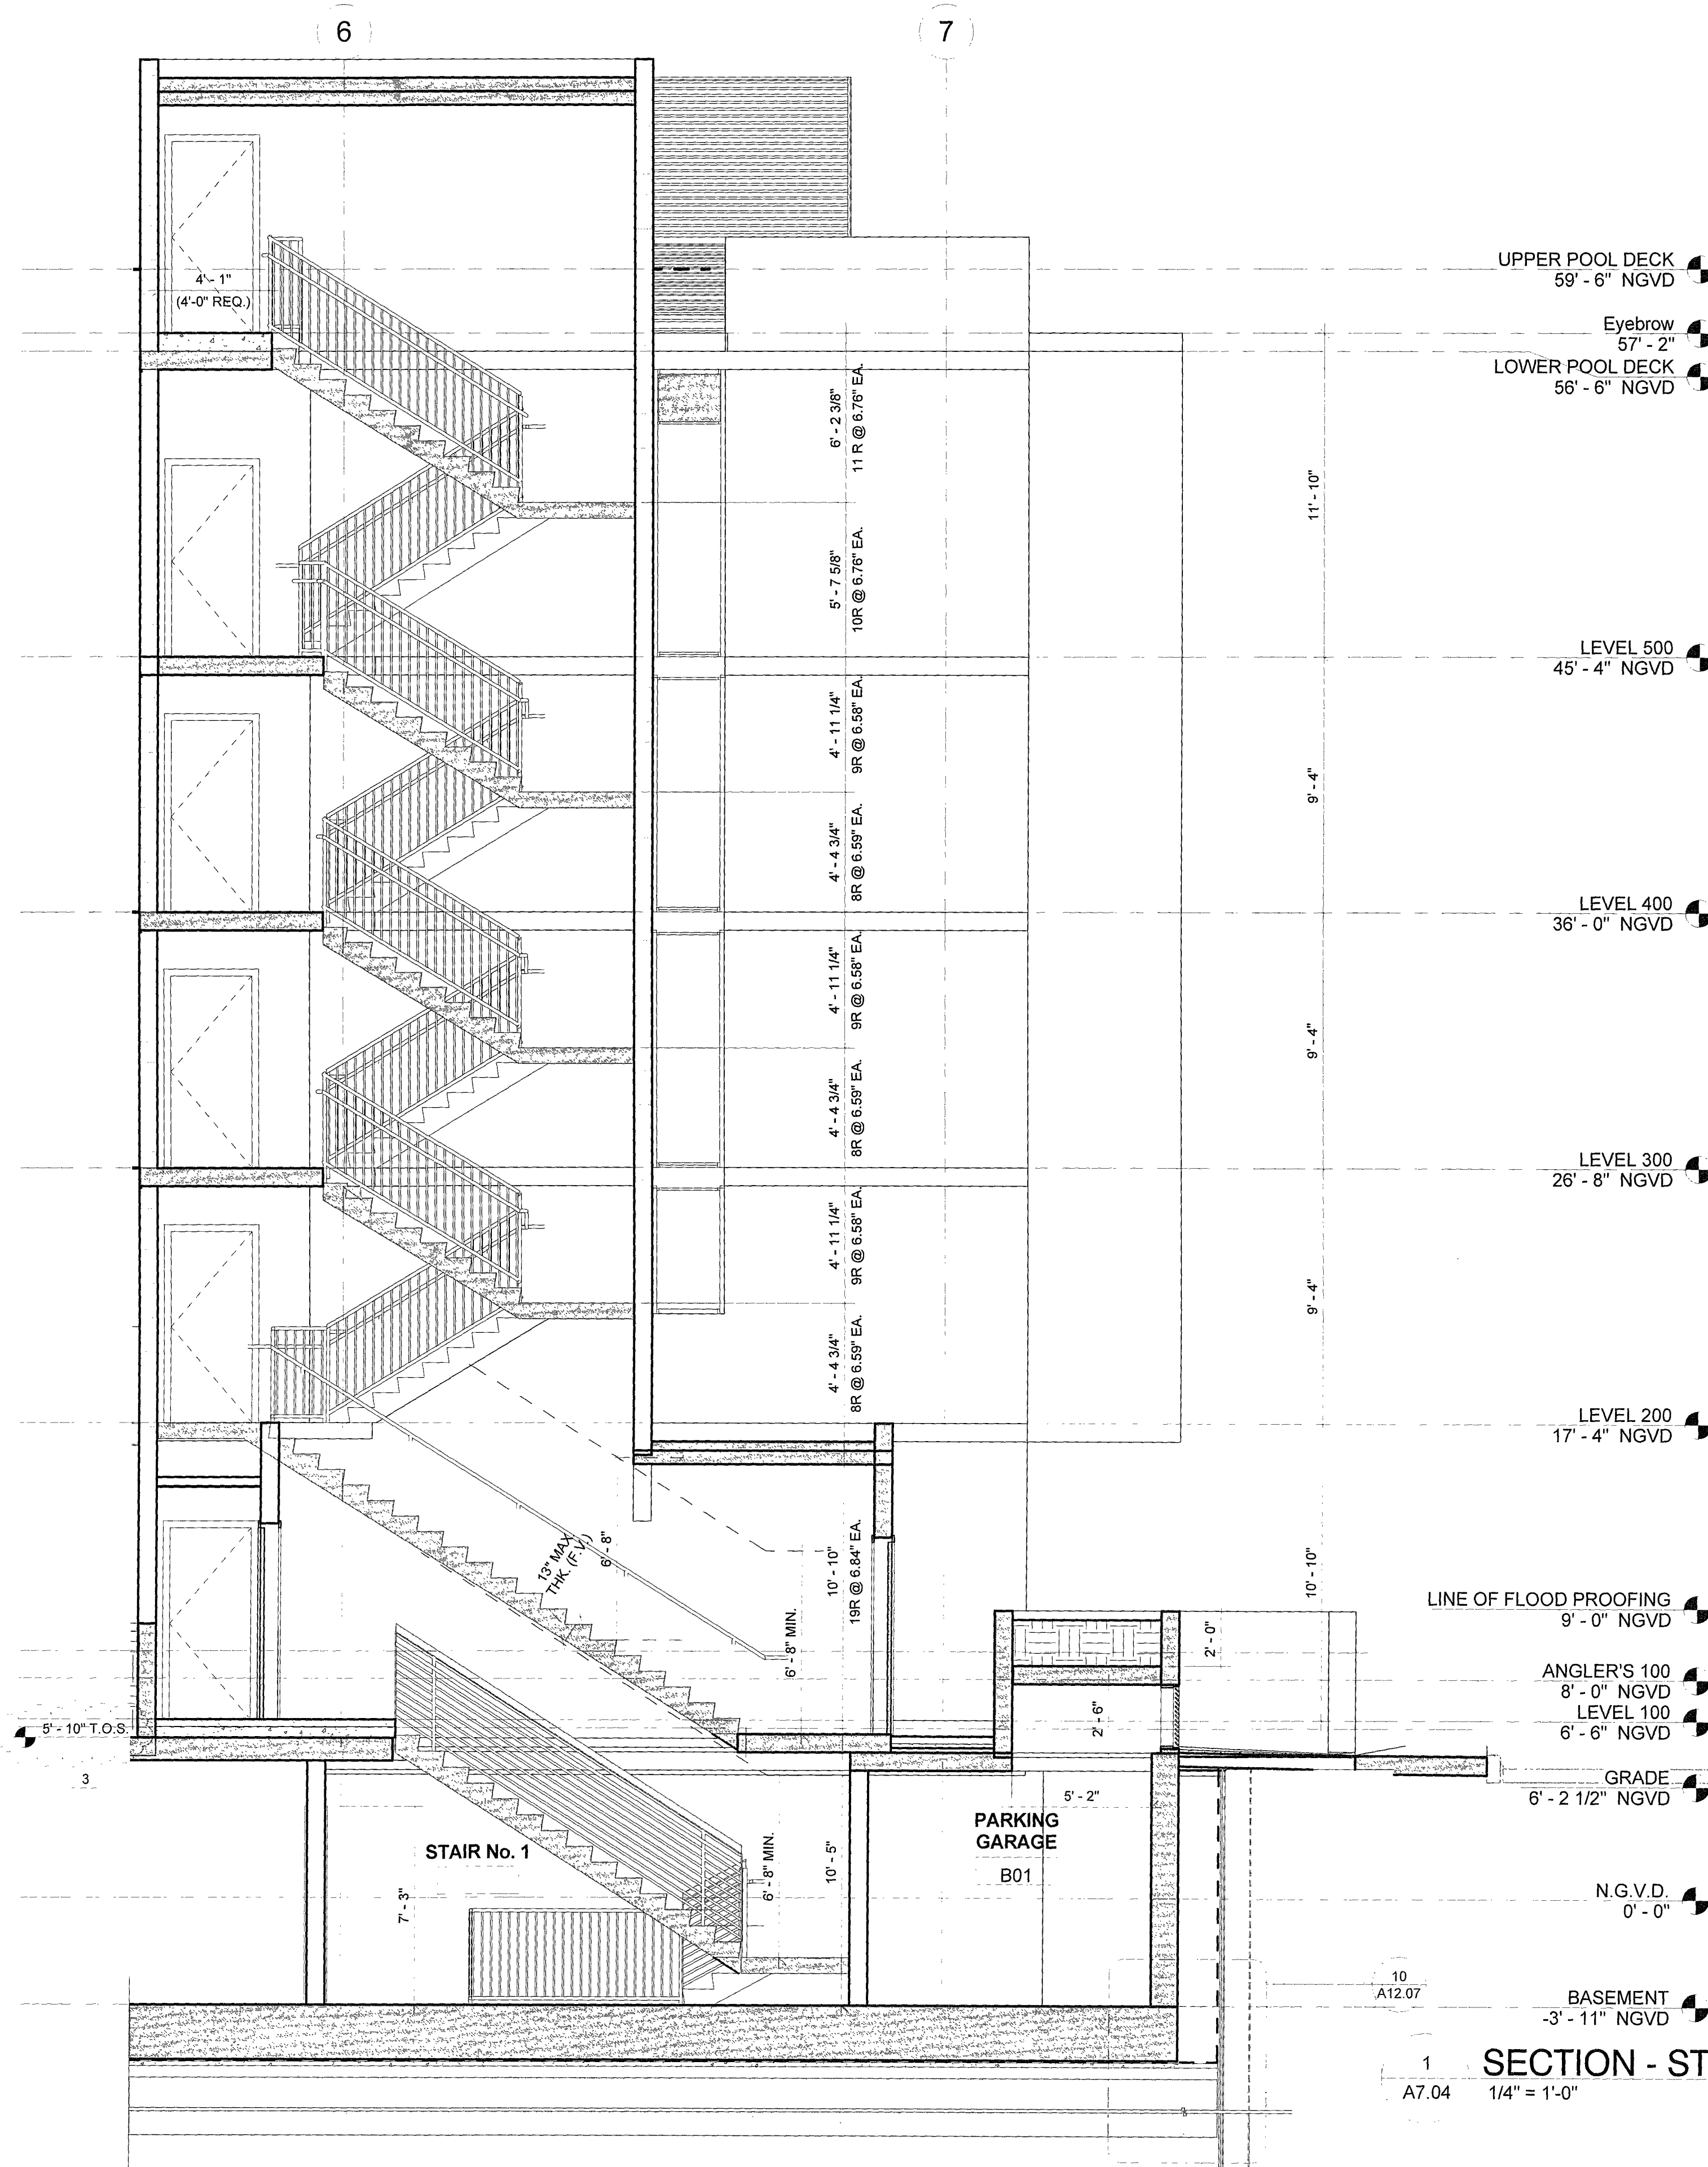 6
7
4' - 1"
(4'-0" REQ.)
UPPER POOL DECK
59' - 6" NGVD
Eyebrow
57' - 2"
LOWER POOL DECK
56' - 6" NGVD
6' - 2 3/8"
11 R @ 6.76" EA.
11' - 10"
5' - 7 5/8"
10R @ 6.76" EA.
LEVEL 500
45' - 4" NGVD
4' - 11 1/4"
9R @ 6.58" EA.
9' - 4"
4' - 4 3/4"
8R @ 6.59" EA.
LEVEL 400
36' - 0" NGVD
4' - 11 1/4"
9R @ 6.58" EA.
9' - 4"
4' - 4 3/4"
8R @ 6.59" EA.
LEVEL 300
26' - 8" NGVD
4' - 11 1/4"
9R @ 6.58" EA.
9' - 4"
4' - 4 3/4"
8R @ 6.59" EA.
LEVEL 200
17' - 4" NGVD
13" MAX
THK. (F.V.)
6' - 8"
10' - 10"
19R @ 6.84" EA.
10' - 10"
6' - 8" MIN.
2' - 0"
LINE OF FLOOD PROOFING
9' - 0" NGVD
ANGLER'S 100
8' - 0" NGVD
LEVEL 100
6' - 6" NGVD
5' - 10" T.O.S.
3
2' - 6"
GRADE
6' - 2 1/2" NGVD
5' - 2"
PARKING
GARAGE
B01
STAIR No. 1
7' - 3"
6' - 8" MIN.
10' - 5"
N.G.V.D.
0' - 0"
10
A12.07
BASEMENT
-3' - 11" NGVD
1
A7.04
SECTION - ST
1/4" = 1'-0"